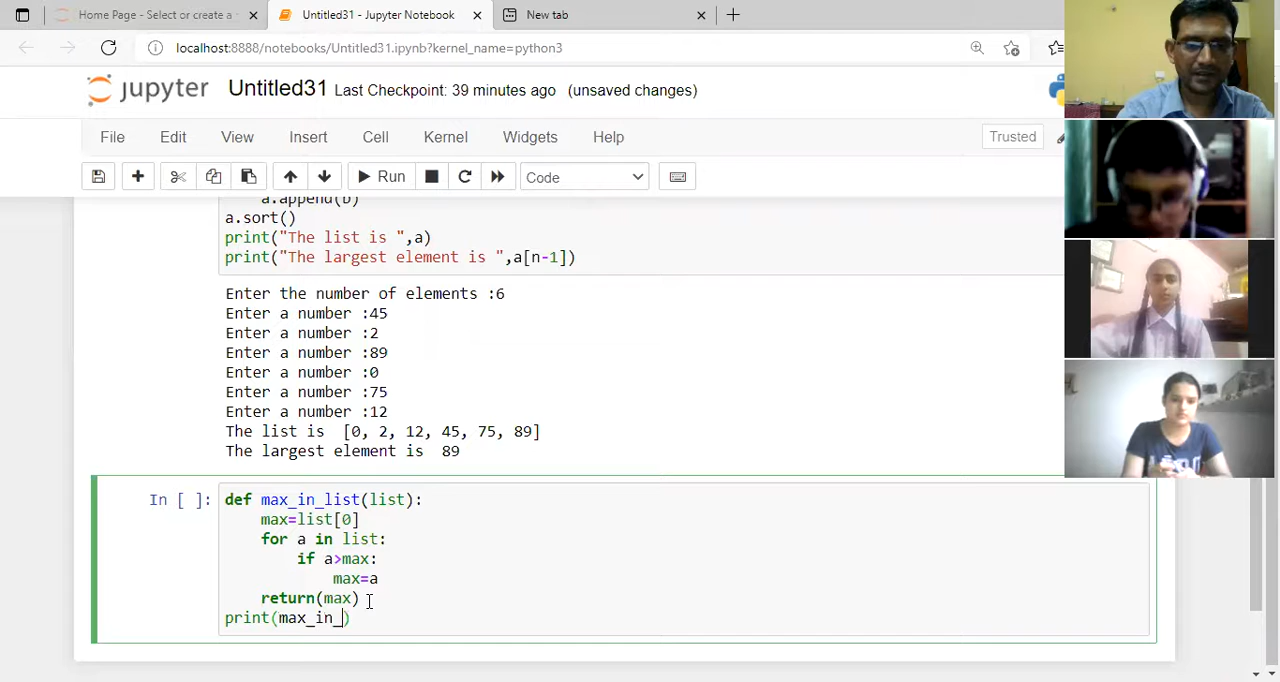 Home Page - Select or create a
Untitled31 - Jupyter Notebook
New tab
localhost:8888/notebooks/Untitled31.ipynb?kernel_name=python3
jupyter
Untitled31 Last Checkpoint: 39 minutes ago (unsaved changes)
File Edit View Insert Cell Kernel Widgets Help
Trusted
Run
Code
a.append(b)
a.sort()
print("The list is ",a)
print("The largest element is ",a[n-1])
Enter the number of elements :6
Enter a number :45
Enter a number :2
Enter a number :89
Enter a number :0
Enter a number :75
Enter a number :12
The list is  [0, 2, 12, 45, 75, 89]
The largest element is  89
In [ ]:
def max_in_list(list):
    max=list[0]
    for a in list:
        if a>max:
            max=a
    return(max)
print(max_in_)